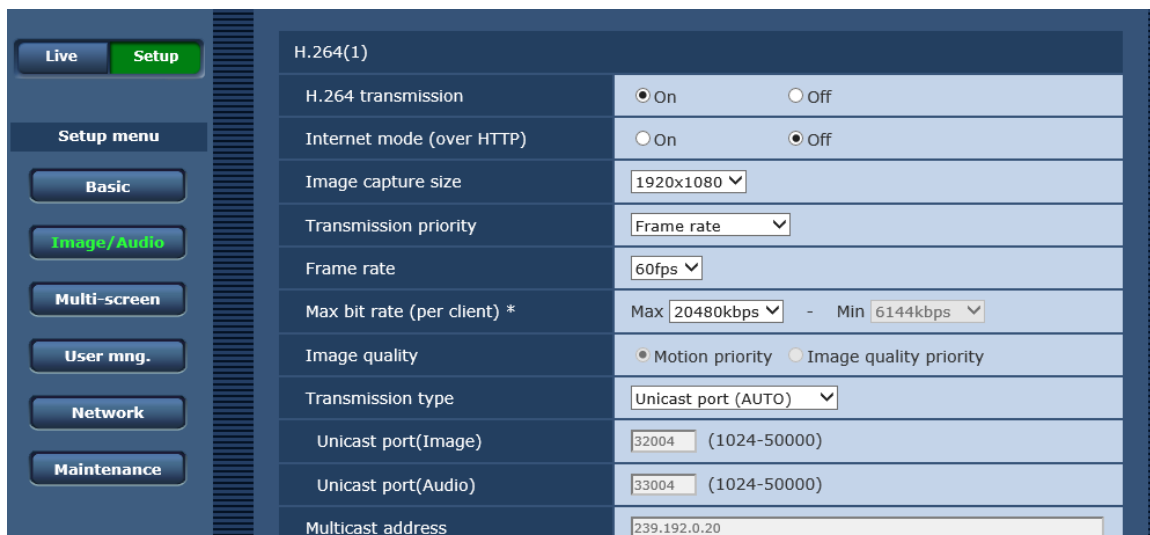 Live Setup
Setup menu
Basic
Image/Audio
Multi-screen
User mng.
Network
Maintenance
H.264(1)
H.264 transmission On Off
Internet mode (over HTTP) On Off
Image capture size 1920x1080
Transmission priority Frame rate
Frame rate 60fps
Max bit rate (per client) * Max 20480kbps - Min 6144kbps
Image quality Motion priority Image quality priority
Transmission type Unicast port (AUTO)
Unicast port(Image) 32004 (1024-50000)
Unicast port(Audio) 33004 (1024-50000)
Multicast address 239.192.0.20